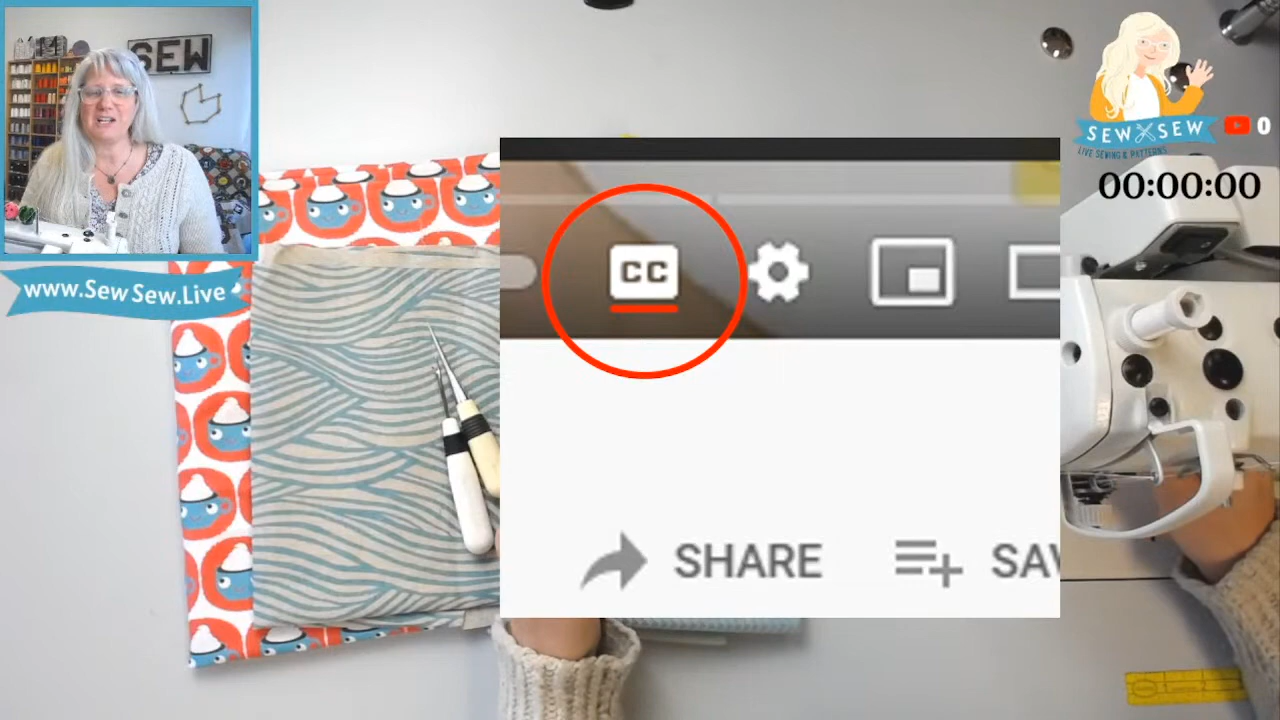 SEW
www.SewSew.Live
CC
SHARE
SAV
SEW SEW
LIVE SEWING & PATTERNS
0
00:00:00